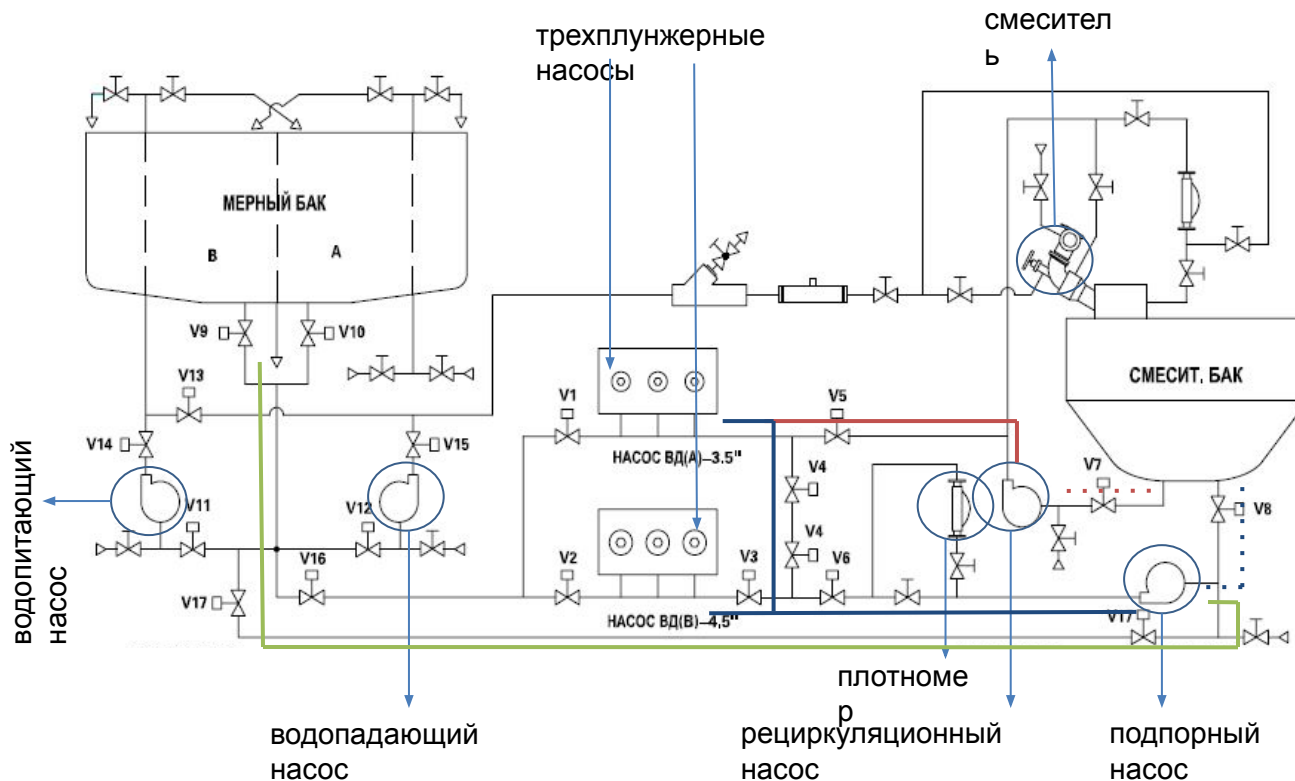 смесител
ь
трехплунжерные
насосы
МЕРНЫЙ БАК
В
А
V9
V10
СМЕСИТ. БАК
V13
V1
V5
V14
V15
НАСОС ВД(А)–3.5"
V7
V4
V8
водопитающий
насос
V11
V12
V4
V16
V2
V3
V6
V17
НАСОС ВД(В)–4,5"
V17
плотноме
р
водопадающий
насос
рециркуляционный
насос
подпорный
насос